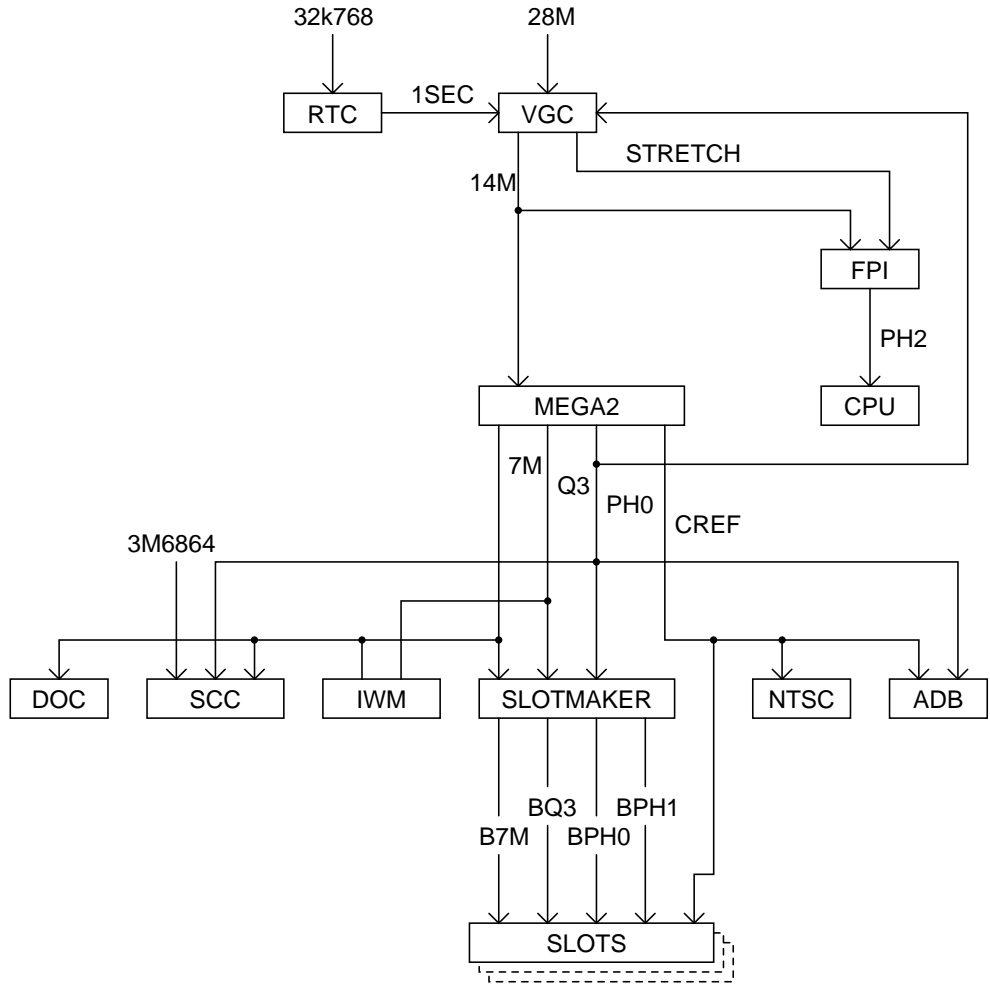 32k768
28M
1SEC
RTC
VGC
STRETCH
14M
FPI
PH2
MEGA2
CPU
7M
Q3
PH0
CREF
3M6864
DOC
SCC
IWM
SLOTMAKER
NTSC
ADB
BQ3
BPH1
B7M
BPH0
SLOTS